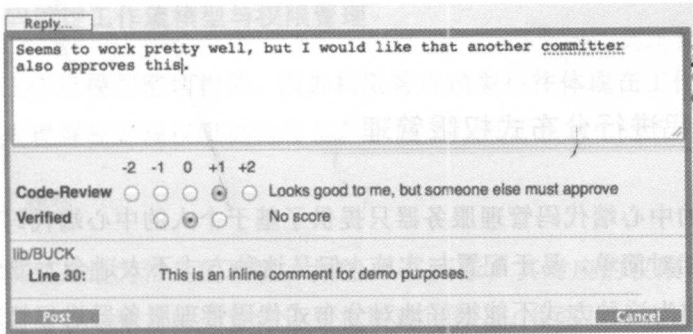 Reply...
Seems to work pretty well, but I would like that another committer
also approves this.
-2 -1 0 +1 +2
Code-Review Looks good to me, but someone else must approve
Verified No score
lib/BUCK
Line 30: This is an inline comment for demo purposes.
Post Cancel